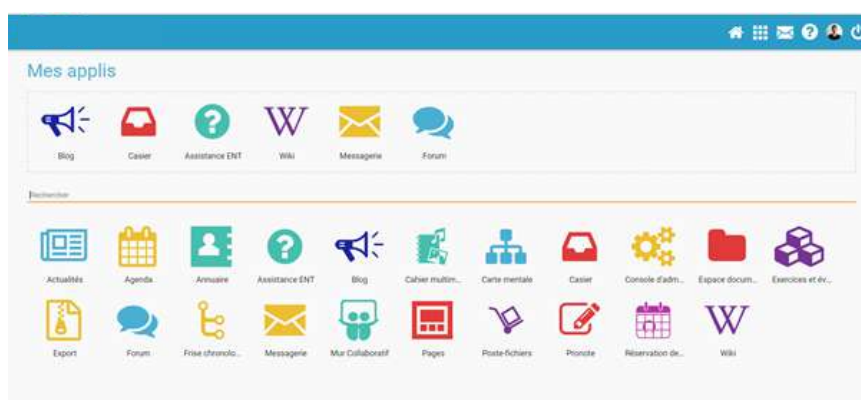 Mes applis
Blog Casier Assistance ENT Wiki Messagerie Forum
Rechercher
Actualités Agenda Annuaire Assistance ENT Blog Cahier multim... Carte mentale Casier Console d'adm... Espace docum... Exercices et év...
Export Forum Frise chronolo... Messagerie Mur Collaboratif Pages Poste-fichiers Pronote Réservation de... Wiki